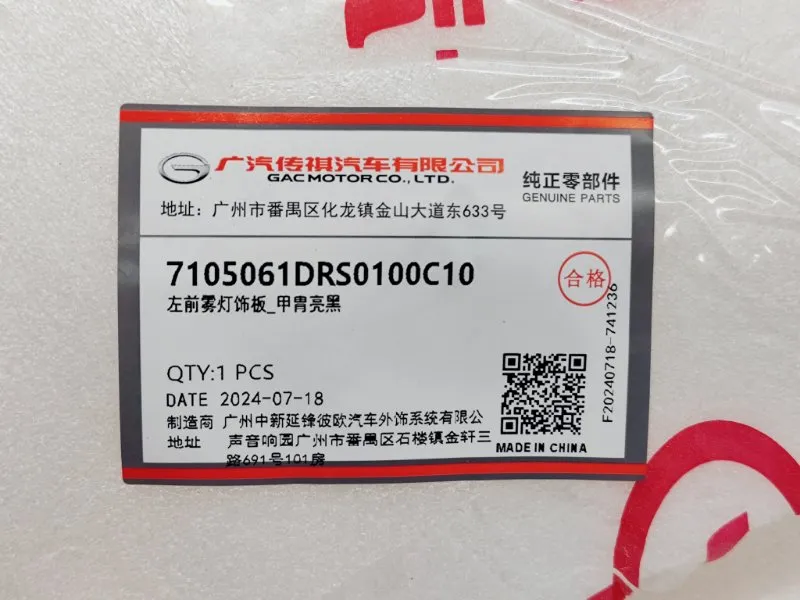 广汽传祺汽车有限公司
GAC MOTOR CO., LTD.
纯正零部件
GENUINE PARTS
地址：广州市番禺区化龙镇金山大道东633号
7105061DRS0100C10
左前雾灯饰板_甲胄亮黑
合格
QTY:1 PCS
DATE 2024-07-18
制造商 广州中新延锋彼欧汽车外饰系统有限公
地址 声音响园广州市番禺区石楼镇金轩三
路691号101房
MADE IN CHINA
F20240718-741236